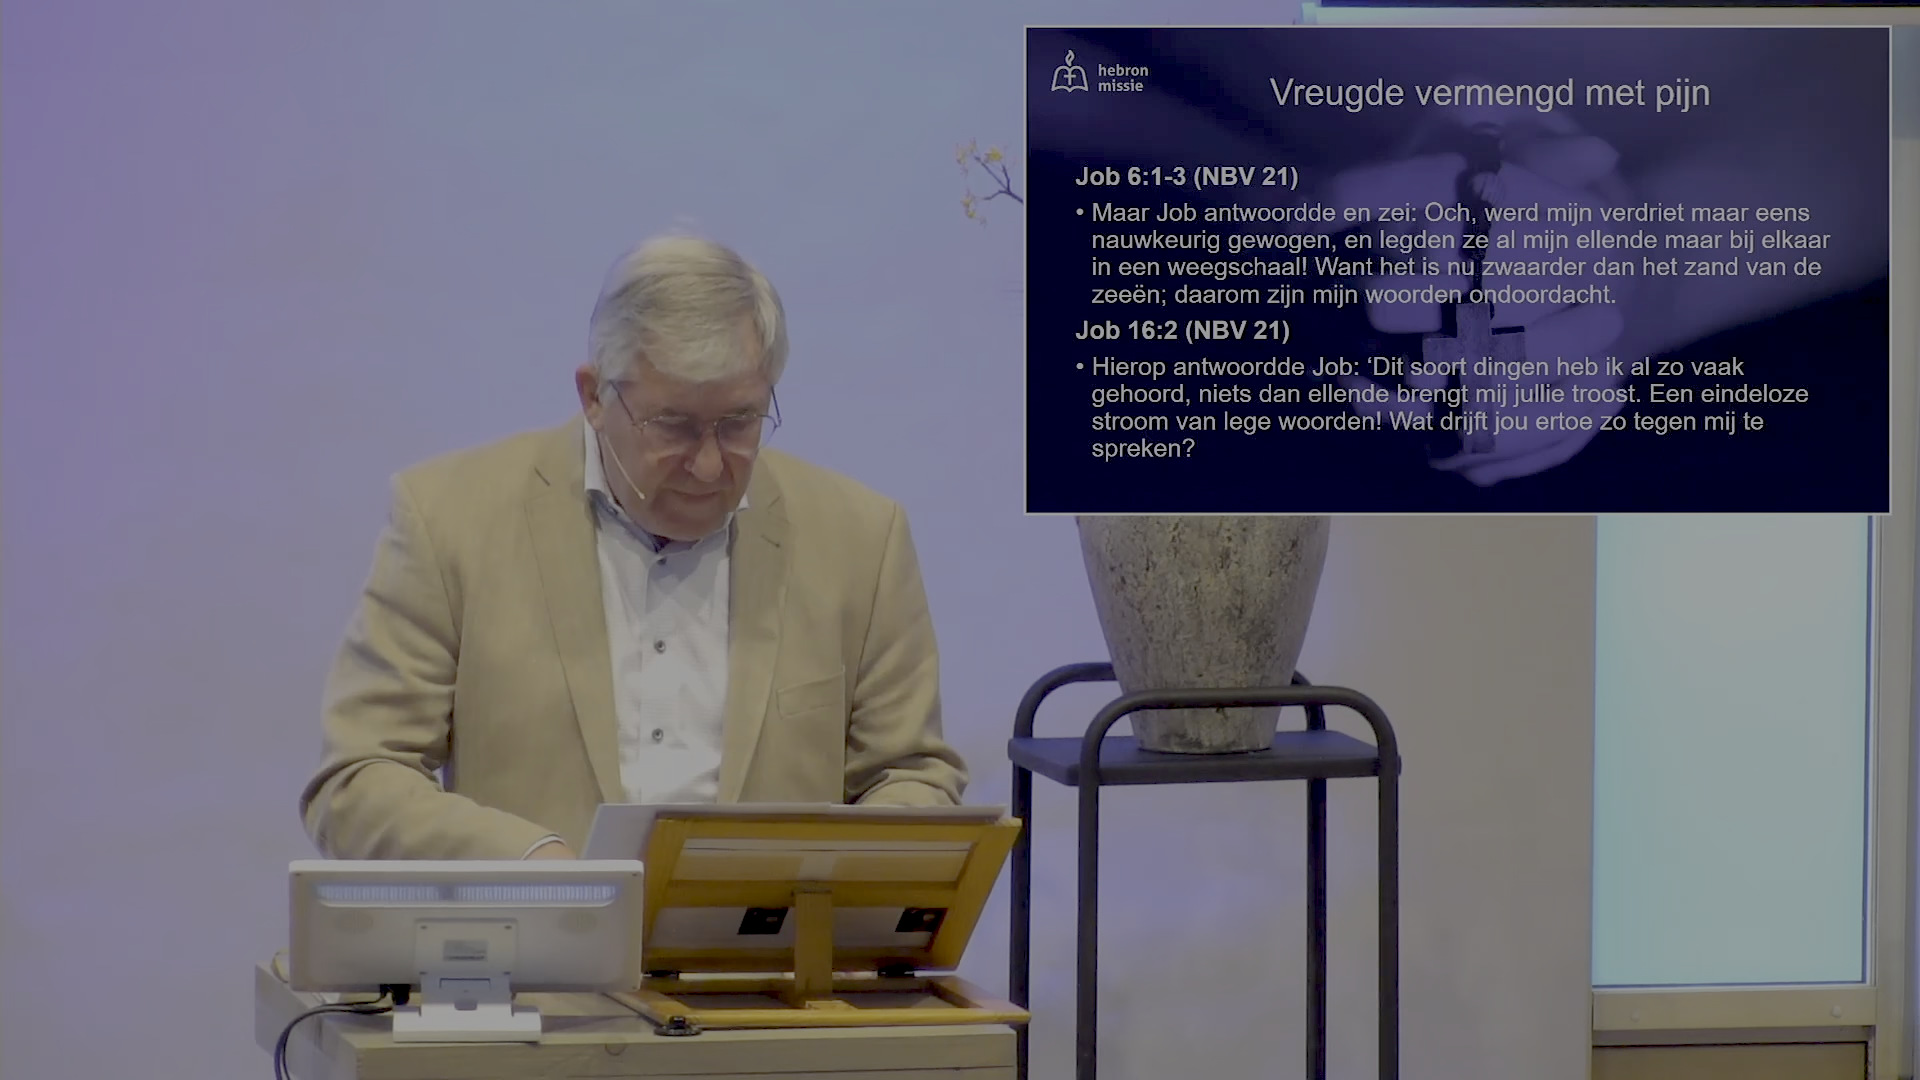 hebron
missie
Vreugde vermengd met pijn
Job 6:1-3 (NBV 21)
• Maar Job antwoordde en zei: Och, werd mijn verdriet maar eens
nauwkeurig gewogen, en legden ze al mijn ellende maar bij elkaar
in een weegschaal! Want het is nu zwaarder dan het zand van de
zeeën; daarom zijn mijn woorden ondoordacht.
Job 16:2 (NBV 21)
• Hierop antwoordde Job: ‘Dit soort dingen heb ik al zo vaak
gehoord, niets dan ellende brengt mij jullie troost. Een eindeloze
stroom van lege woorden! Wat drijft jou ertoe zo tegen mij te
spreken?